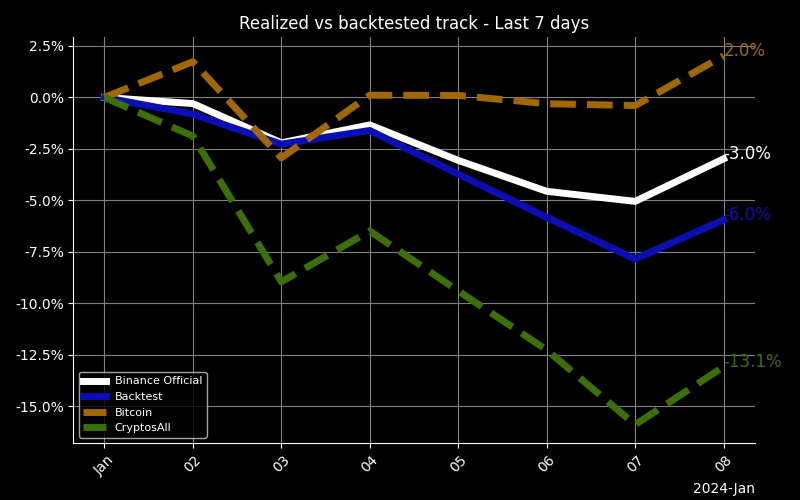 Realized vs backtested track - Last 7 days
2.5%
0.0%
-2.5%
-5.0%
-7.5%
-10.0%
-12.5%
-15.0%
2.0%
-3.0%
-6.0%
-13.1%
Binance Official
Backtest
Bitcoin
CryptosAll
Jan
02
03
04
05
06
07
08
2024-Jan